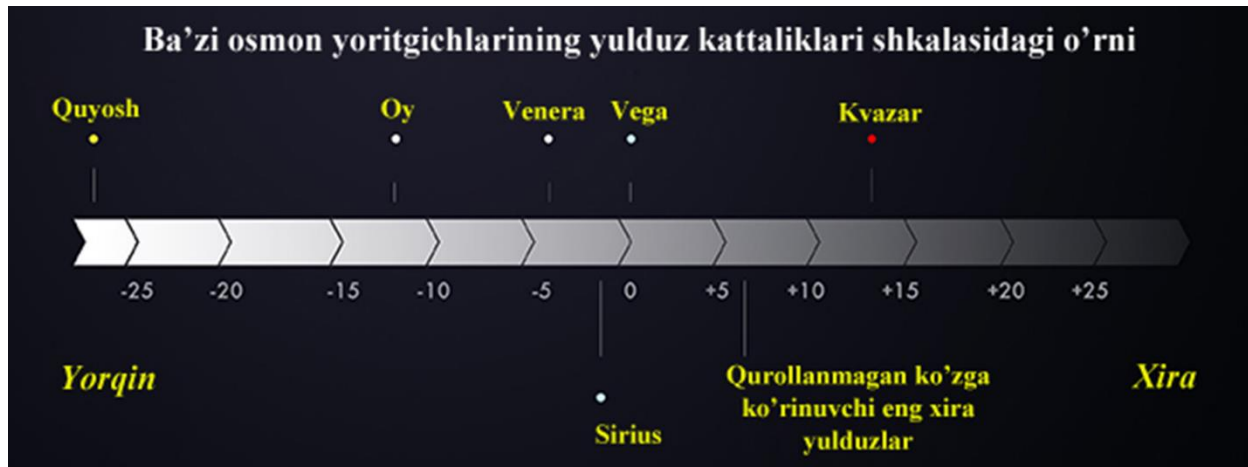 Ba’zi osmon yoritgichlarining yulduz kattaliklari shkalasidagi o’rni
Quyosh Oy Venera Vega Kvazar
-25 -20 -15 -10 -5 0 +5 +10 +15 +20 +25
Yorqin Xira
Sirius
Qurollanmagan ko’zga
ko’rinuvchi eng xira
yulduzlar